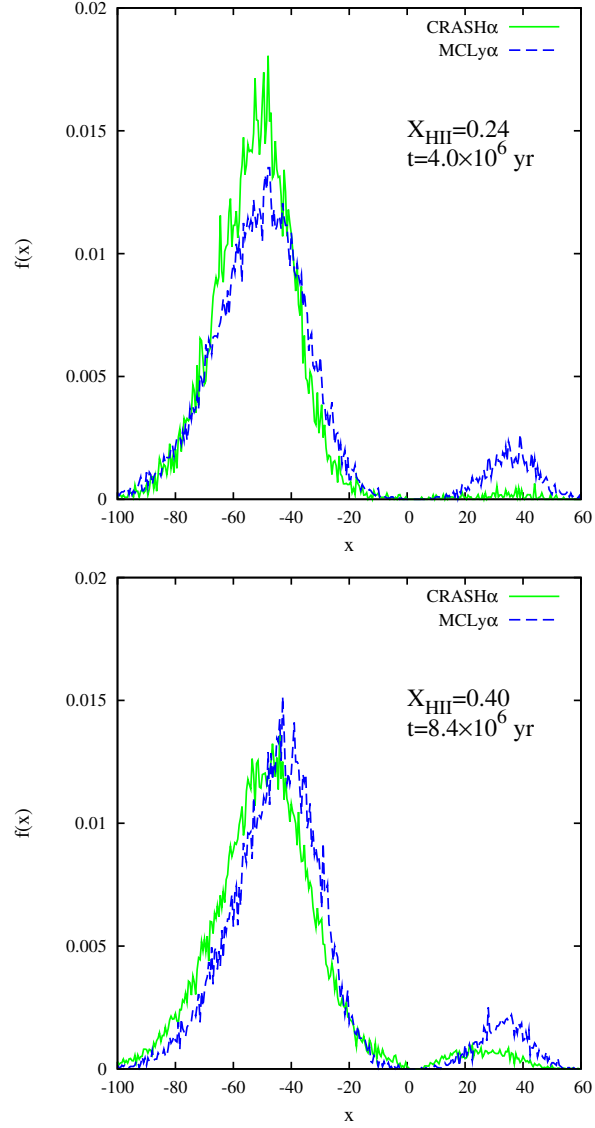 0.02
0.015
0.01
0.005
0
-100 -80 -60 -40 -20 0 20 40 60
f(x)
x
CRASHα
MCLyα
X_HII=0.24
t=4.0×10^6 yr
0.02
0.015
0.01
0.005
0
-100 -80 -60 -40 -20 0 20 40 60
f(x)
x
CRASHα
MCLyα
X_HII=0.40
t=8.4×10^6 yr